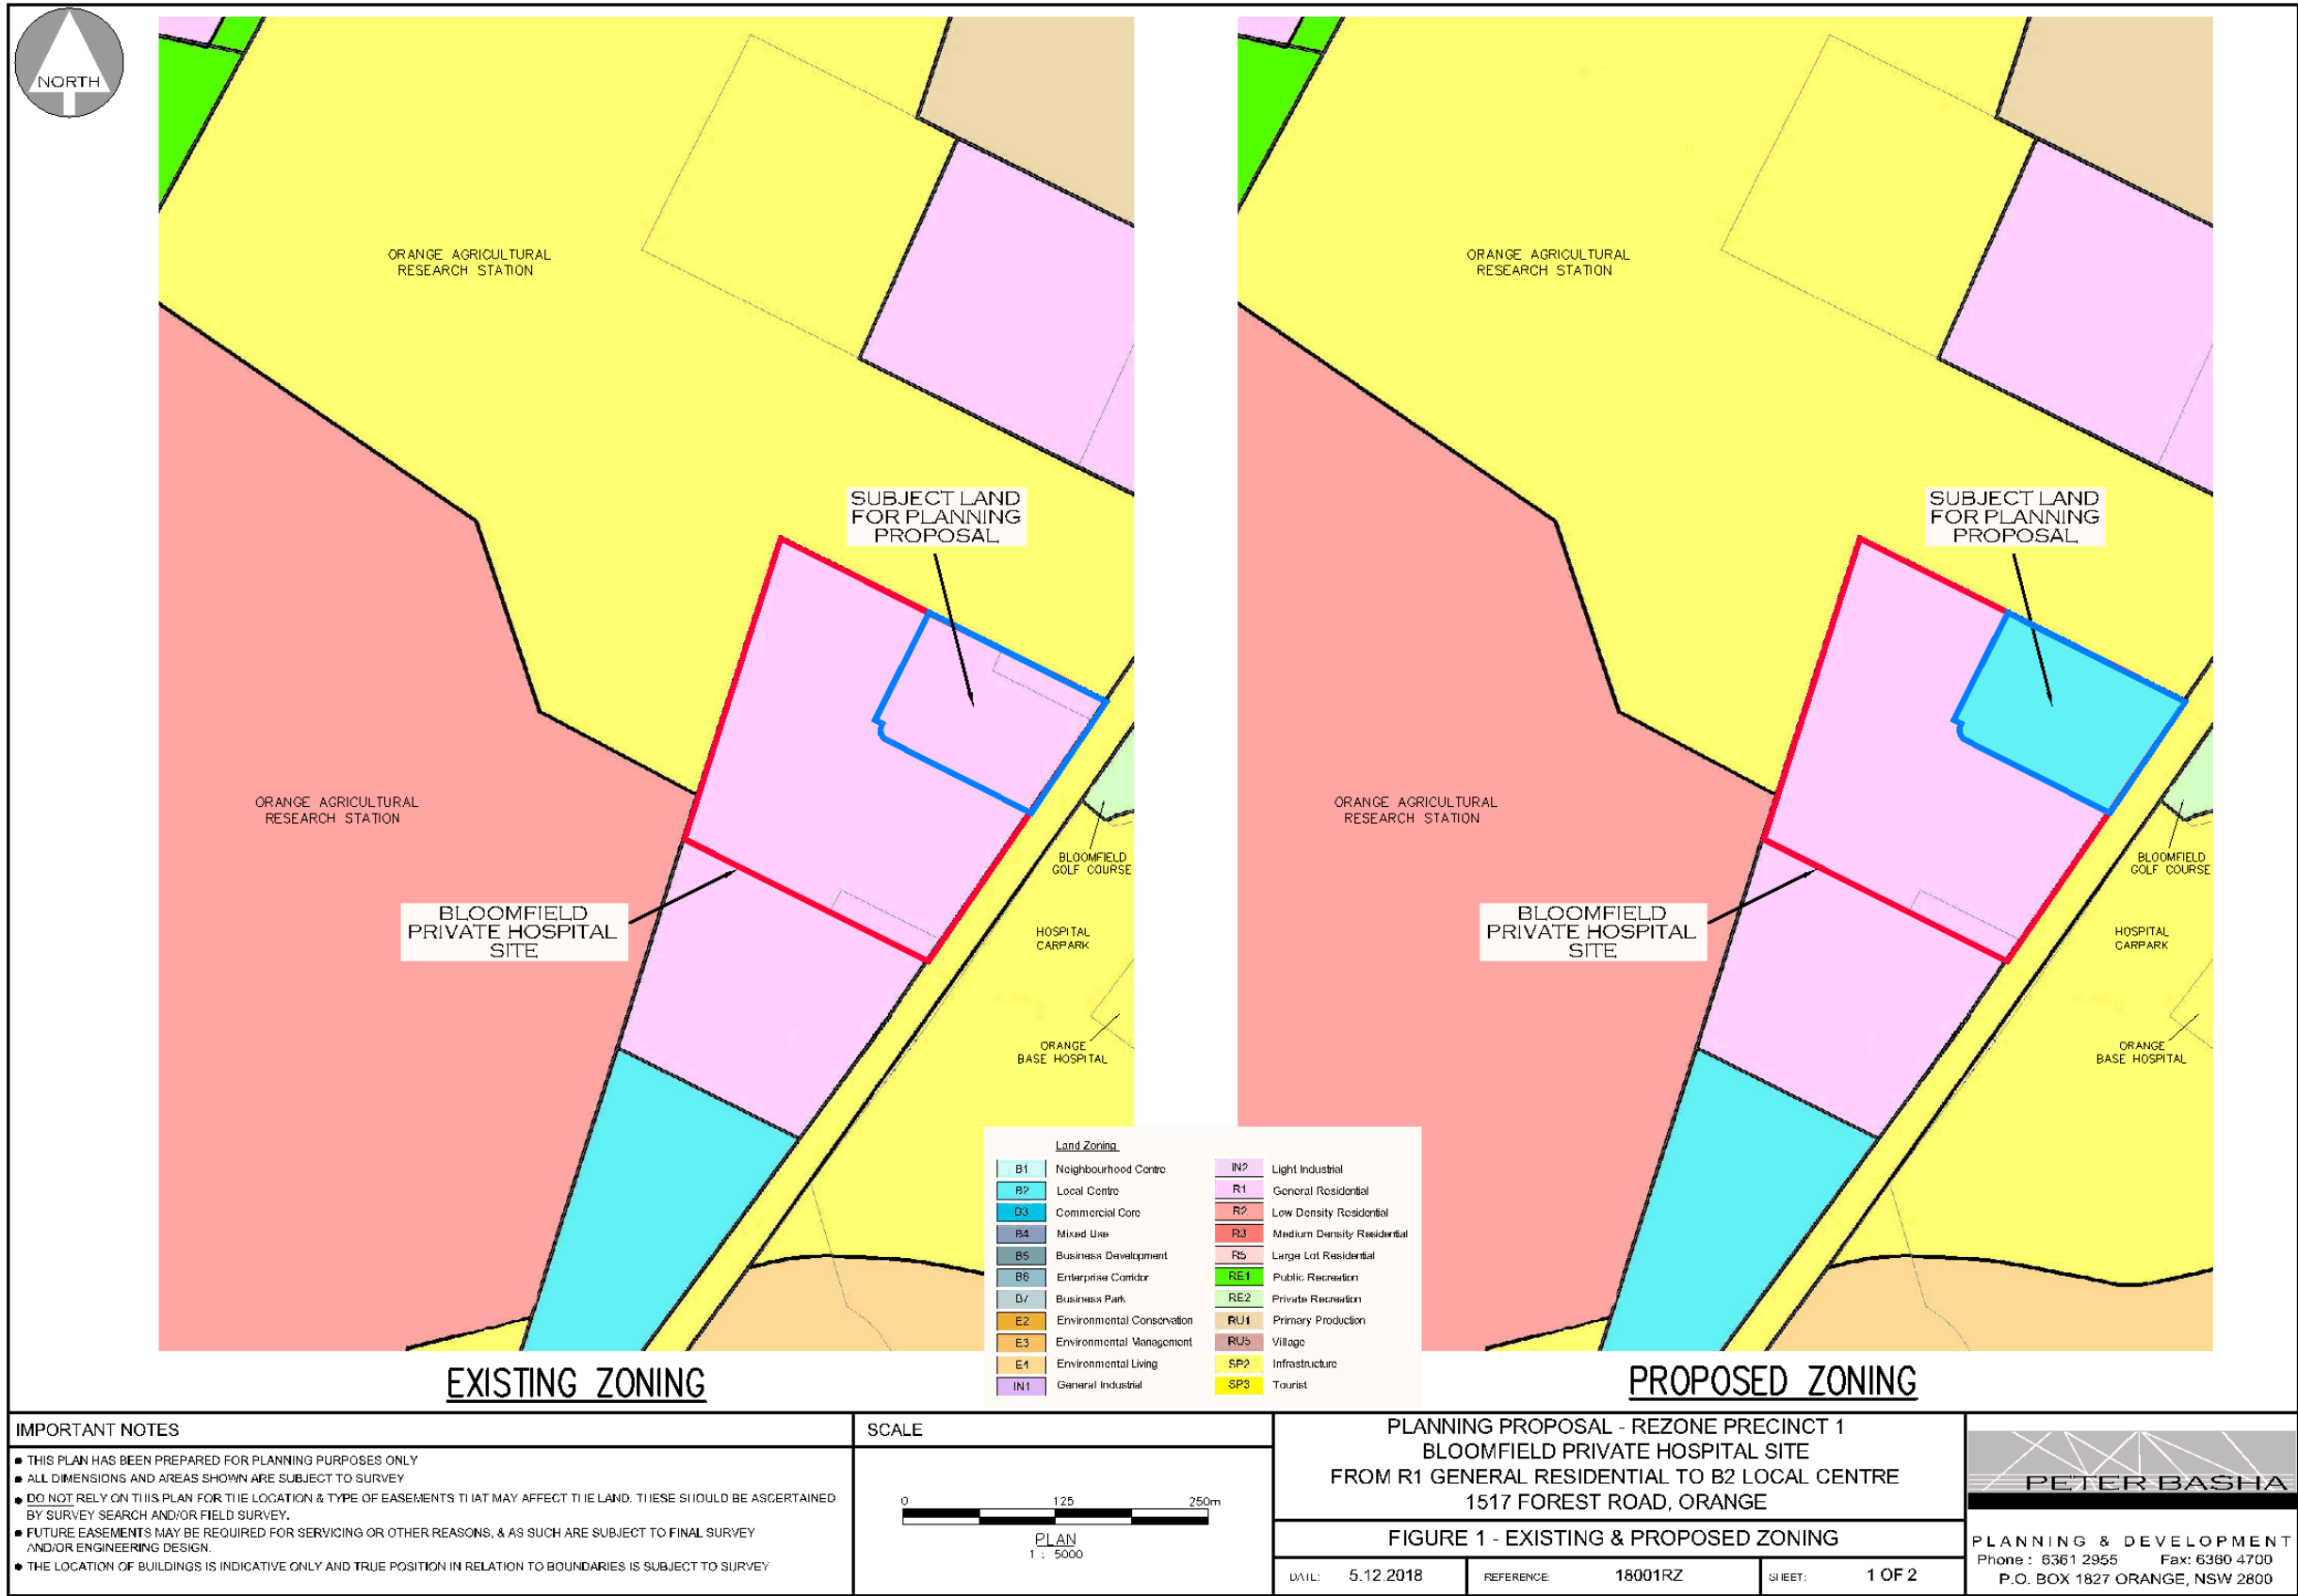 NORTH
ORANGE AGRICULTURAL
RESEARCH STATION
SUBJECT LAND
FOR PLANNING
PROPOSAL
ORANGE AGRICULTURAL
RESEARCH STATION
BLOOMFIELD
GOLF COURSE
BLOOMFIELD
PRIVATE HOSPITAL
SITE
HOSPITAL
CARPARK
ORANGE
BASE HOSPITAL
EXISTING ZONING
ORANGE AGRICULTURAL
RESEARCH STATION
SUBJECT LAND
FOR PLANNING
PROPOSAL
ORANGE AGRICULTURAL
RESEARCH STATION
BLOOMFIELD
GOLF COURSE
BLOOMFIELD
PRIVATE HOSPITAL
SITE
HOSPITAL
CARPARK
ORANGE
BASE HOSPITAL
PROPOSED ZONING
Land Zoning
B1 Neighbourhood Centre
B2 Local Centre
B3 Commercial Core
B4 Mixed Use
B5 Business Development
B6 Enterprise Corridor
B7 Business Park
E2 Environmental Conservation
E3 Environmental Management
E4 Environmental Living
IN1 General Industrial
IN2 Light Industrial
R1 General Residential
R2 Low Density Residential
R3 Medium Density Residential
R5 Large Lot Residential
RE1 Public Recreation
RE2 Private Recreation
RU1 Primary Production
RU5 Village
SP2 Infrastructure
SP3 Tourist
IMPORTANT NOTES
● THIS PLAN HAS BEEN PREPARED FOR PLANNING PURPOSES ONLY
● ALL DIMENSIONS AND AREAS SHOWN ARE SUBJECT TO SURVEY
● DO NOT RELY ON THIS PLAN FOR THE LOCATION & TYPE OF EASEMENTS THAT MAY AFFECT THE LAND. THESE SHOULD BE ASCERTAINED
BY SURVEY SEARCH AND/OR FIELD SURVEY.
● FUTURE EASEMENTS MAY BE REQUIRED FOR SERVICING OR OTHER REASONS, & AS SUCH ARE SUBJECT TO FINAL SURVEY
AND/OR ENGINEERING DESIGN.
● THE LOCATION OF BUILDINGS IS INDICATIVE ONLY AND TRUE POSITION IN RELATION TO BOUNDARIES IS SUBJECT TO SURVEY
SCALE
0 125 250m
PLAN
1 : 5000
PLANNING PROPOSAL - REZONE PRECINCT 1
BLOOMFIELD PRIVATE HOSPITAL SITE
FROM R1 GENERAL RESIDENTIAL TO B2 LOCAL CENTRE
1517 FOREST ROAD, ORANGE
FIGURE 1 - EXISTING & PROPOSED ZONING
DATE: 5.12.2018 REFERENCE: 18001RZ SHEET: 1 OF 2
PETER BASHA
PLANNING & DEVELOPMENT
Phone : 6361 2955 Fax: 6360 4700
P.O. BOX 1827 ORANGE, NSW 2800